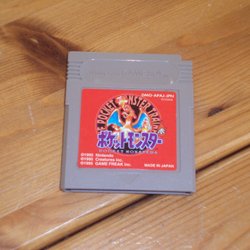 DMG-APAJ-JPN
POCKET MONSTER
ポケットモンスター
POCKET MONSTERS
©1995 Nintendo
©1995 Creatures inc.
©1995 GAME FREAK inc.
MADE IN JAPAN